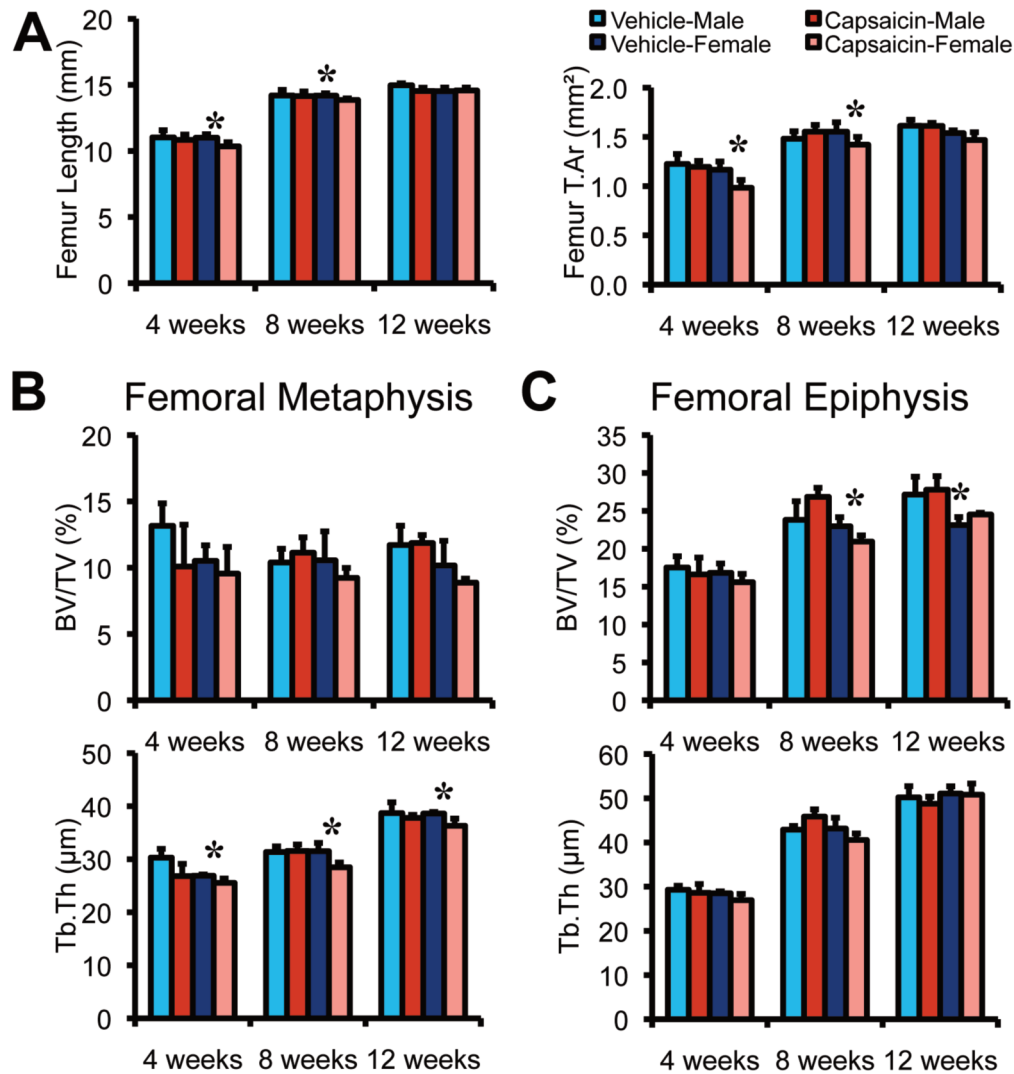 A
Vehicle-Male Capsaicin-Male
Vehicle-Female Capsaicin-Female
Femur Length (mm)
20
15
10
5
0
* *
4 weeks 8 weeks 12 weeks
Femur T.Ar (mm²)
2.0
1.5
1.0
0.5
0.0
* *
4 weeks 8 weeks 12 weeks
B Femoral Metaphysis
BV/TV (%)
20
15
10
5
0
4 weeks 8 weeks 12 weeks
Tb.Th (μm)
50
40
30
20
10
0
* * *
4 weeks 8 weeks 12 weeks
C Femoral Epiphysis
BV/TV (%)
35
30
25
20
15
10
5
0
* *
4 weeks 8 weeks 12 weeks
Tb.Th (μm)
60
50
40
30
20
10
0
4 weeks 8 weeks 12 weeks